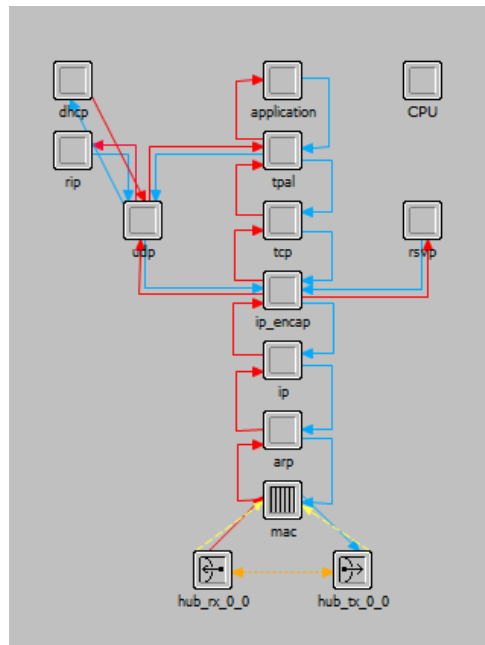 dhcp
application
CPU
rip
tpal
udp
tcp
rsvp
ip_encap
ip
arp
mac
hub_rx_0_0
hub_tx_0_0